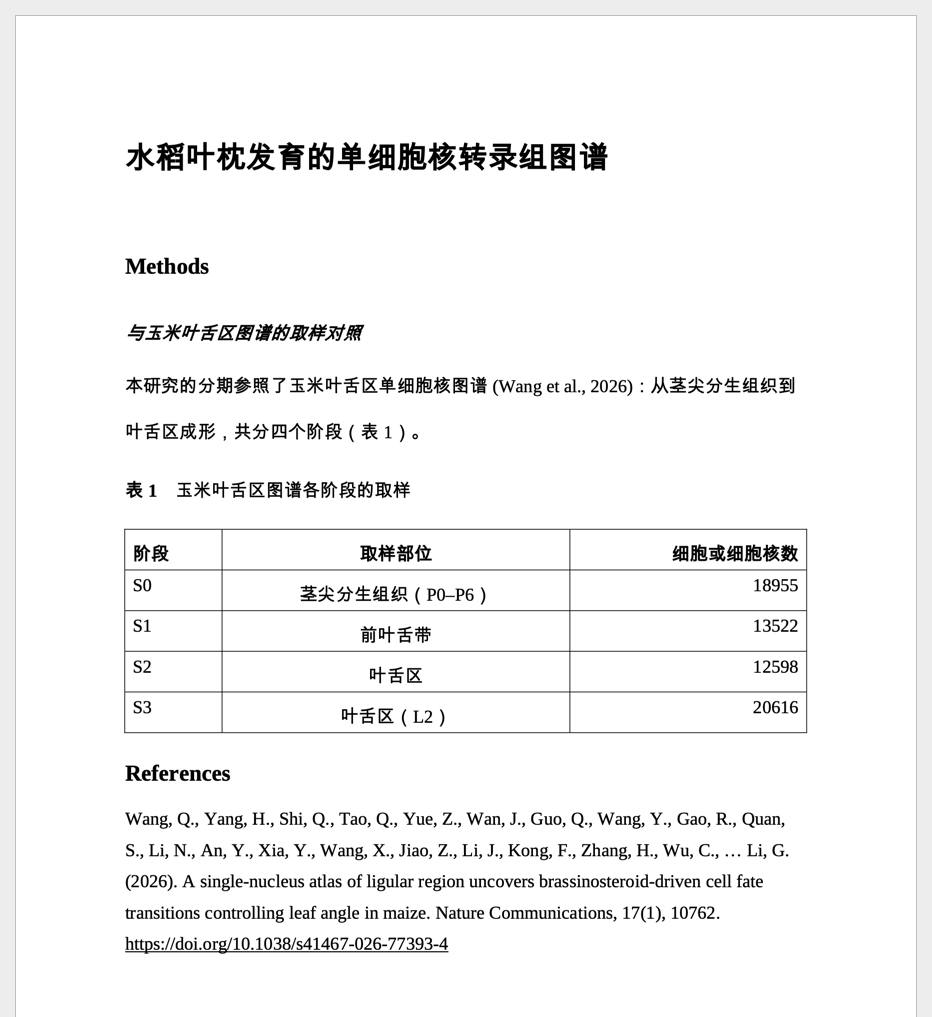 水稻叶枕发育的单细胞核转录组图谱
Methods
与玉米叶舌区图谱的取样对照
本研究的分期参照了玉米叶舌区单细胞核图谱 (Wang et al., 2026)：从茎尖分生组织到
叶舌区成形，共分四个阶段（表 1）。
表 1　玉米叶舌区图谱各阶段的取样
阶段 取样部位 细胞或细胞核数
S0 茎尖分生组织（P0–P6） 18955
S1 前叶舌带 13522
S2 叶舌区 12598
S3 叶舌区（L2） 20616
References
Wang, Q., Yang, H., Shi, Q., Tao, Q., Yue, Z., Wan, J., Guo, Q., Wang, Y., Gao, R., Quan,
S., Li, N., An, Y., Xia, Y., Wang, X., Jiao, Z., Li, J., Kong, F., Zhang, H., Wu, C., … Li, G.
(2026). A single-nucleus atlas of ligular region uncovers brassinosteroid-driven cell fate
transitions controlling leaf angle in maize. Nature Communications, 17(1), 10762.
https://doi.org/10.1038/s41467-026-77393-4